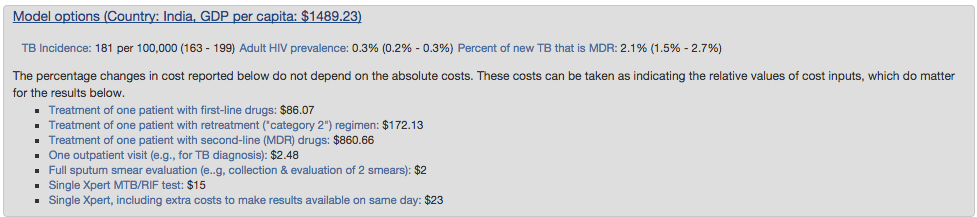 Model options (Country: India, GDP per capita: $1489.23)
TB Incidence: 181 per 100,000 (163 - 199) Adult HIV prevalence: 0.3% (0.2% - 0.3%) Percent of new TB that is MDR: 2.1% (1.5% - 2.7%)
The percentage changes in cost reported below do not depend on the absolute costs. These costs can be taken as indicating the relative values of cost inputs, which do matter
for the results below.
▪ Treatment of one patient with first-line drugs: $86.07
▪ Treatment of one patient with retreatment ("category 2") regimen: $172.13
▪ Treatment of one patient with second-line (MDR) drugs: $860.66
▪ One outpatient visit (e.g., for TB diagnosis): $2.48
▪ Full sputum smear evaluation (e..g, collection & evaluation of 2 smears): $2
▪ Single Xpert MTB/RIF test: $15
▪ Single Xpert, including extra costs to make results available on same day: $23